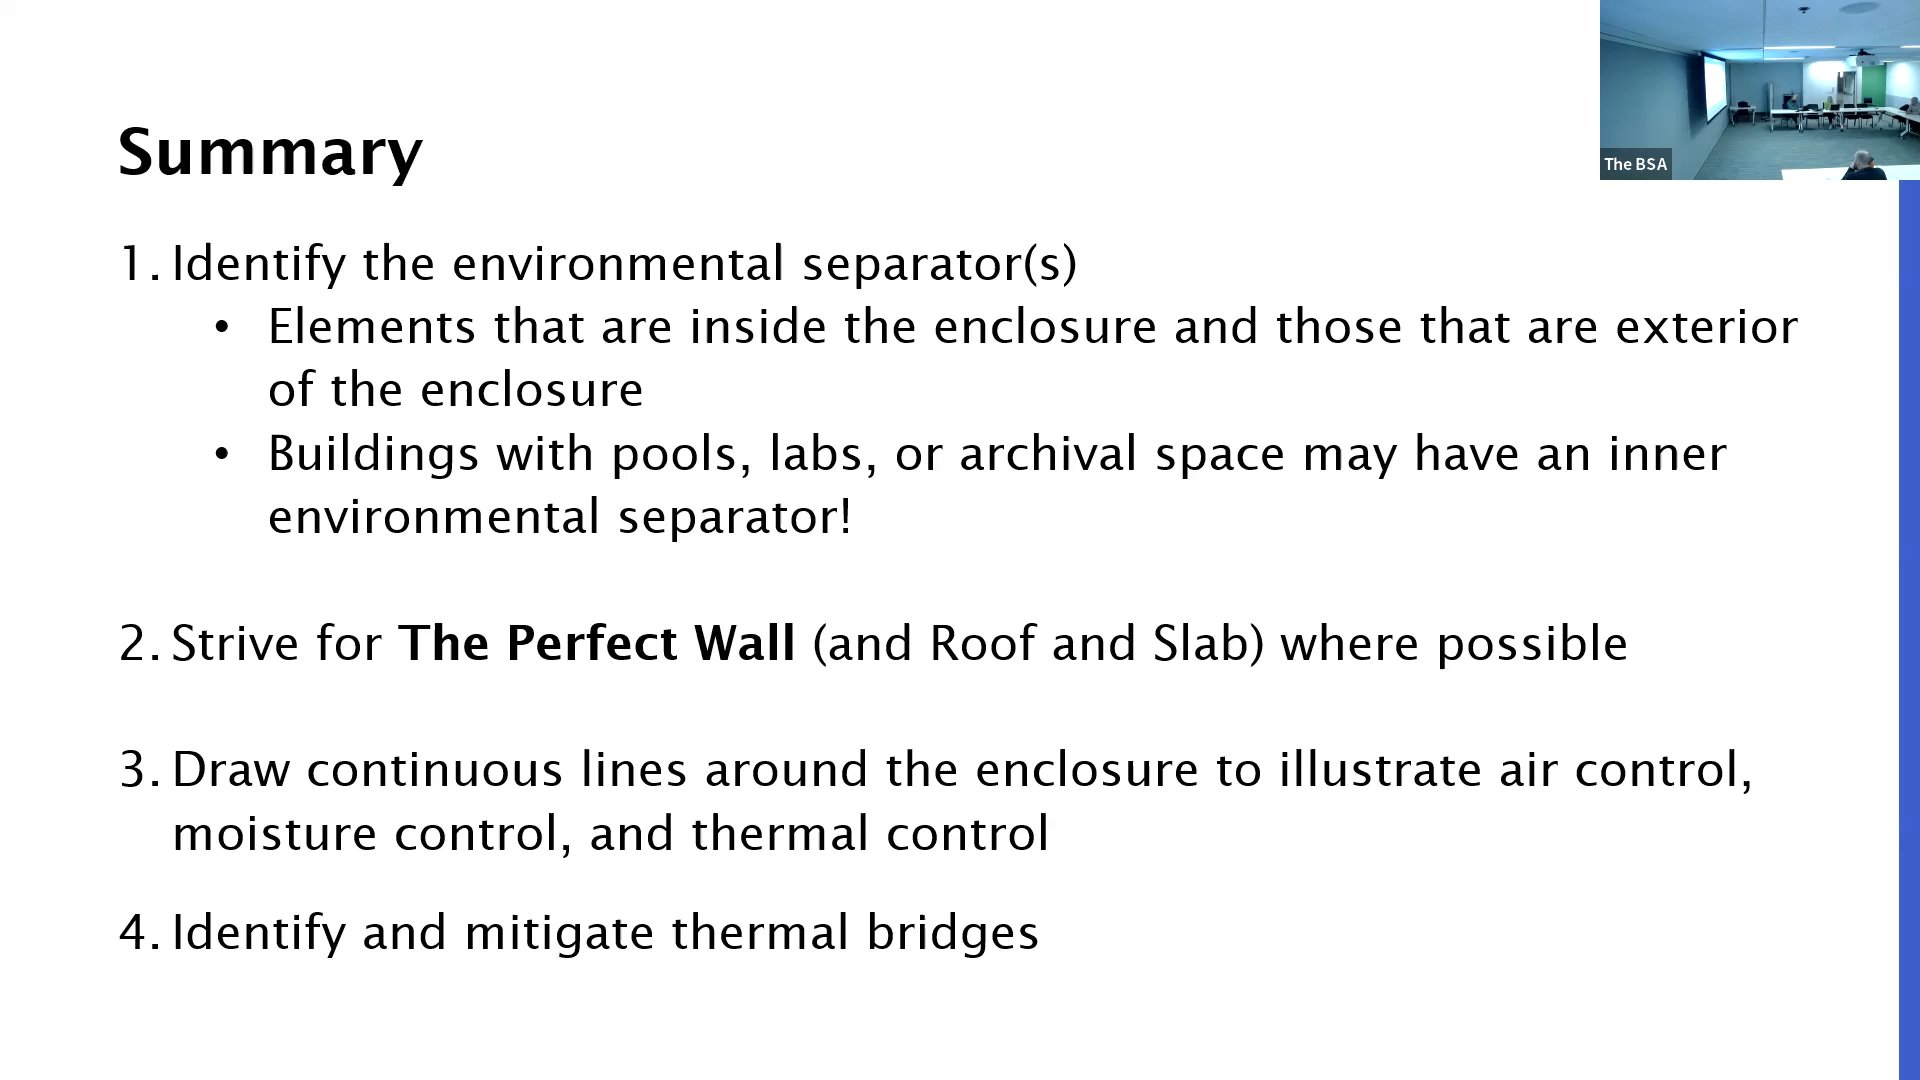 The BSA
Summary
1. Identify the environmental separator(s)
• Elements that are inside the enclosure and those that are exterior
of the enclosure
• Buildings with pools, labs, or archival space may have an inner
environmental separator!
2. Strive for The Perfect Wall (and Roof and Slab) where possible
3. Draw continuous lines around the enclosure to illustrate air control,
moisture control, and thermal control
4. Identify and mitigate thermal bridges